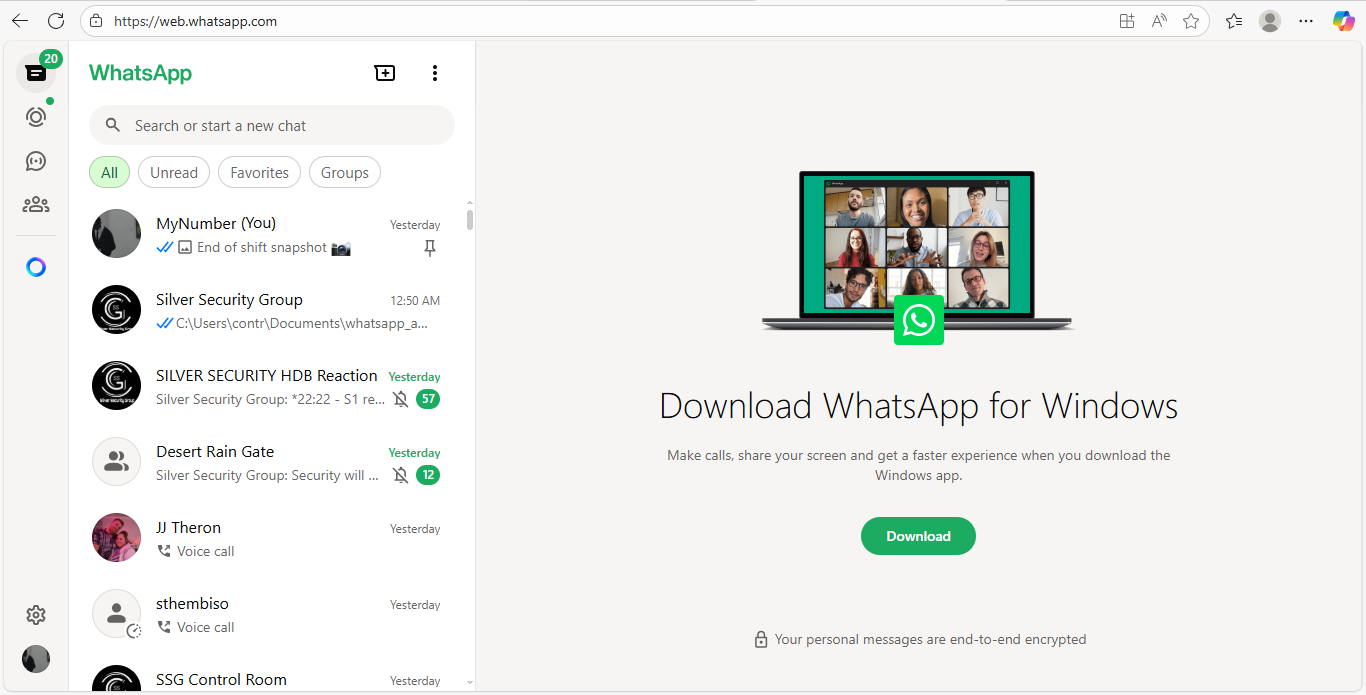 https://web.whatsapp.com
20
WhatsApp
Search or start a new chat
All
Unread
Favorites
Groups
MyNumber (You)
Yesterday
End of shift snapshot 📸
Silver Security Group
12:50 AM
C:\Users\contr\Documents\whatsapp_a...
SILVER SECURITY HDB Reaction
Yesterday
Silver Security Group: *22:22 - S1 re...
57
Desert Rain Gate
Yesterday
Silver Security Group: Security will ...
12
JJ Theron
Yesterday
Voice call
sthembiso
Yesterday
Voice call
SSG Control Room
Yesterday
Download WhatsApp for Windows
Make calls, share your screen and get a faster experience when you download the
Windows app.
Download
Your personal messages are end-to-end encrypted